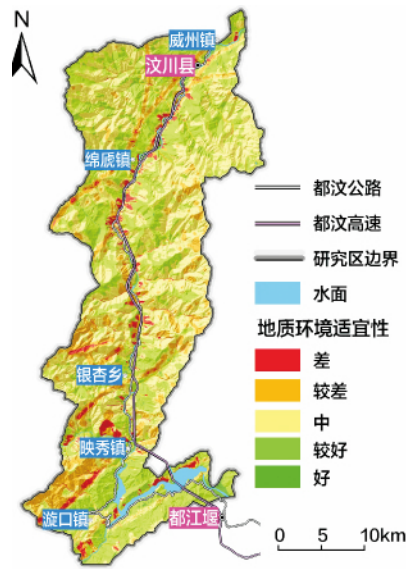 N
威州镇
汶川县
绵虒镇
都汶公路
都汶高速
研究区边界
水面
地质环境适宜性
差
较差
中
较好
好
银杏乡
映秀镇
漩口镇
都江堰
0 5 10km